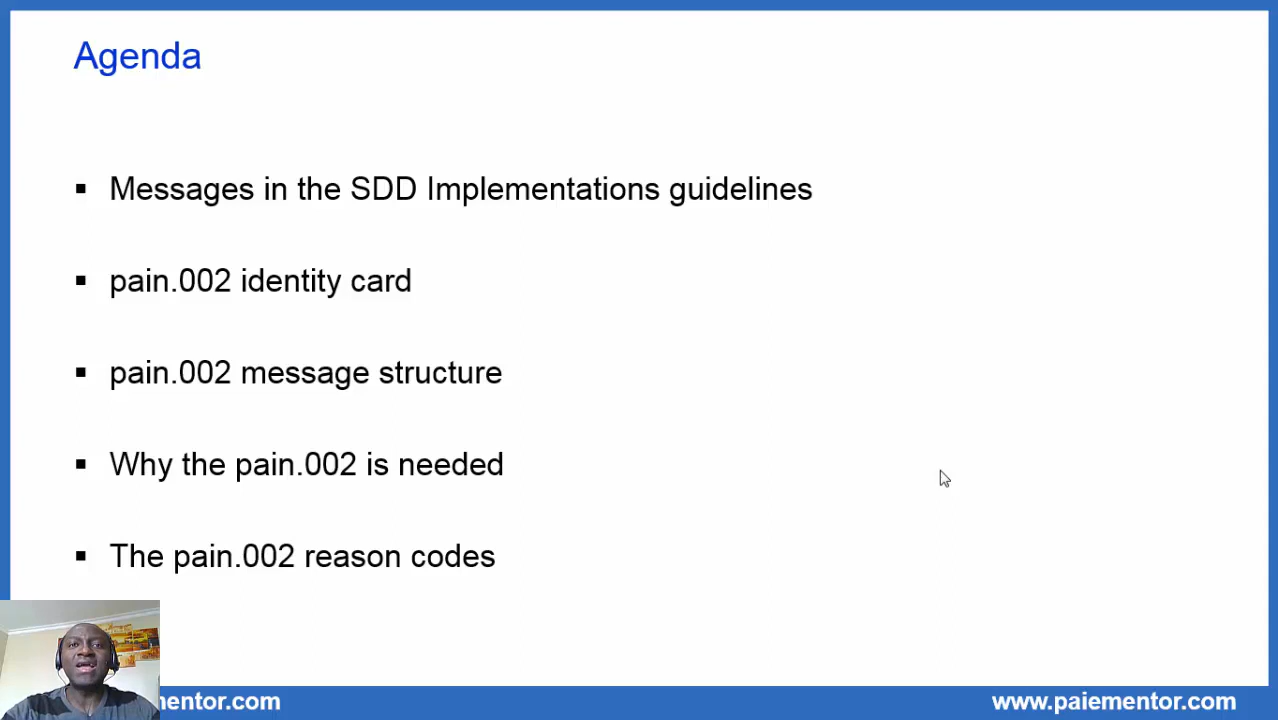 Agenda
▪ Messages in the SDD Implementations guidelines
▪ pain.002 identity card
▪ pain.002 message structure
▪ Why the pain.002 is needed
▪ The pain.002 reason codes
mentor.com
www.paiementor.com